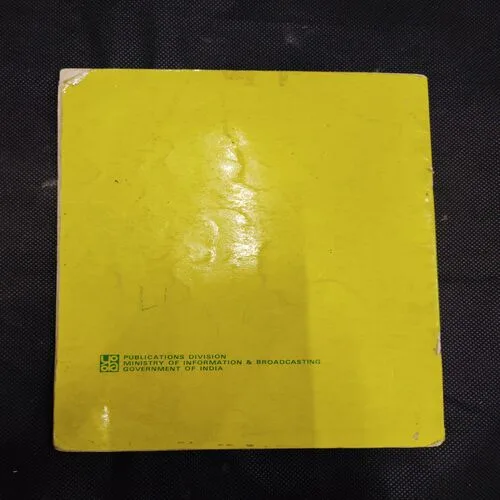 PUBLICATIONS DIVISION
MINISTRY OF INFORMATION & BROADCASTING
GOVERNMENT OF INDIA